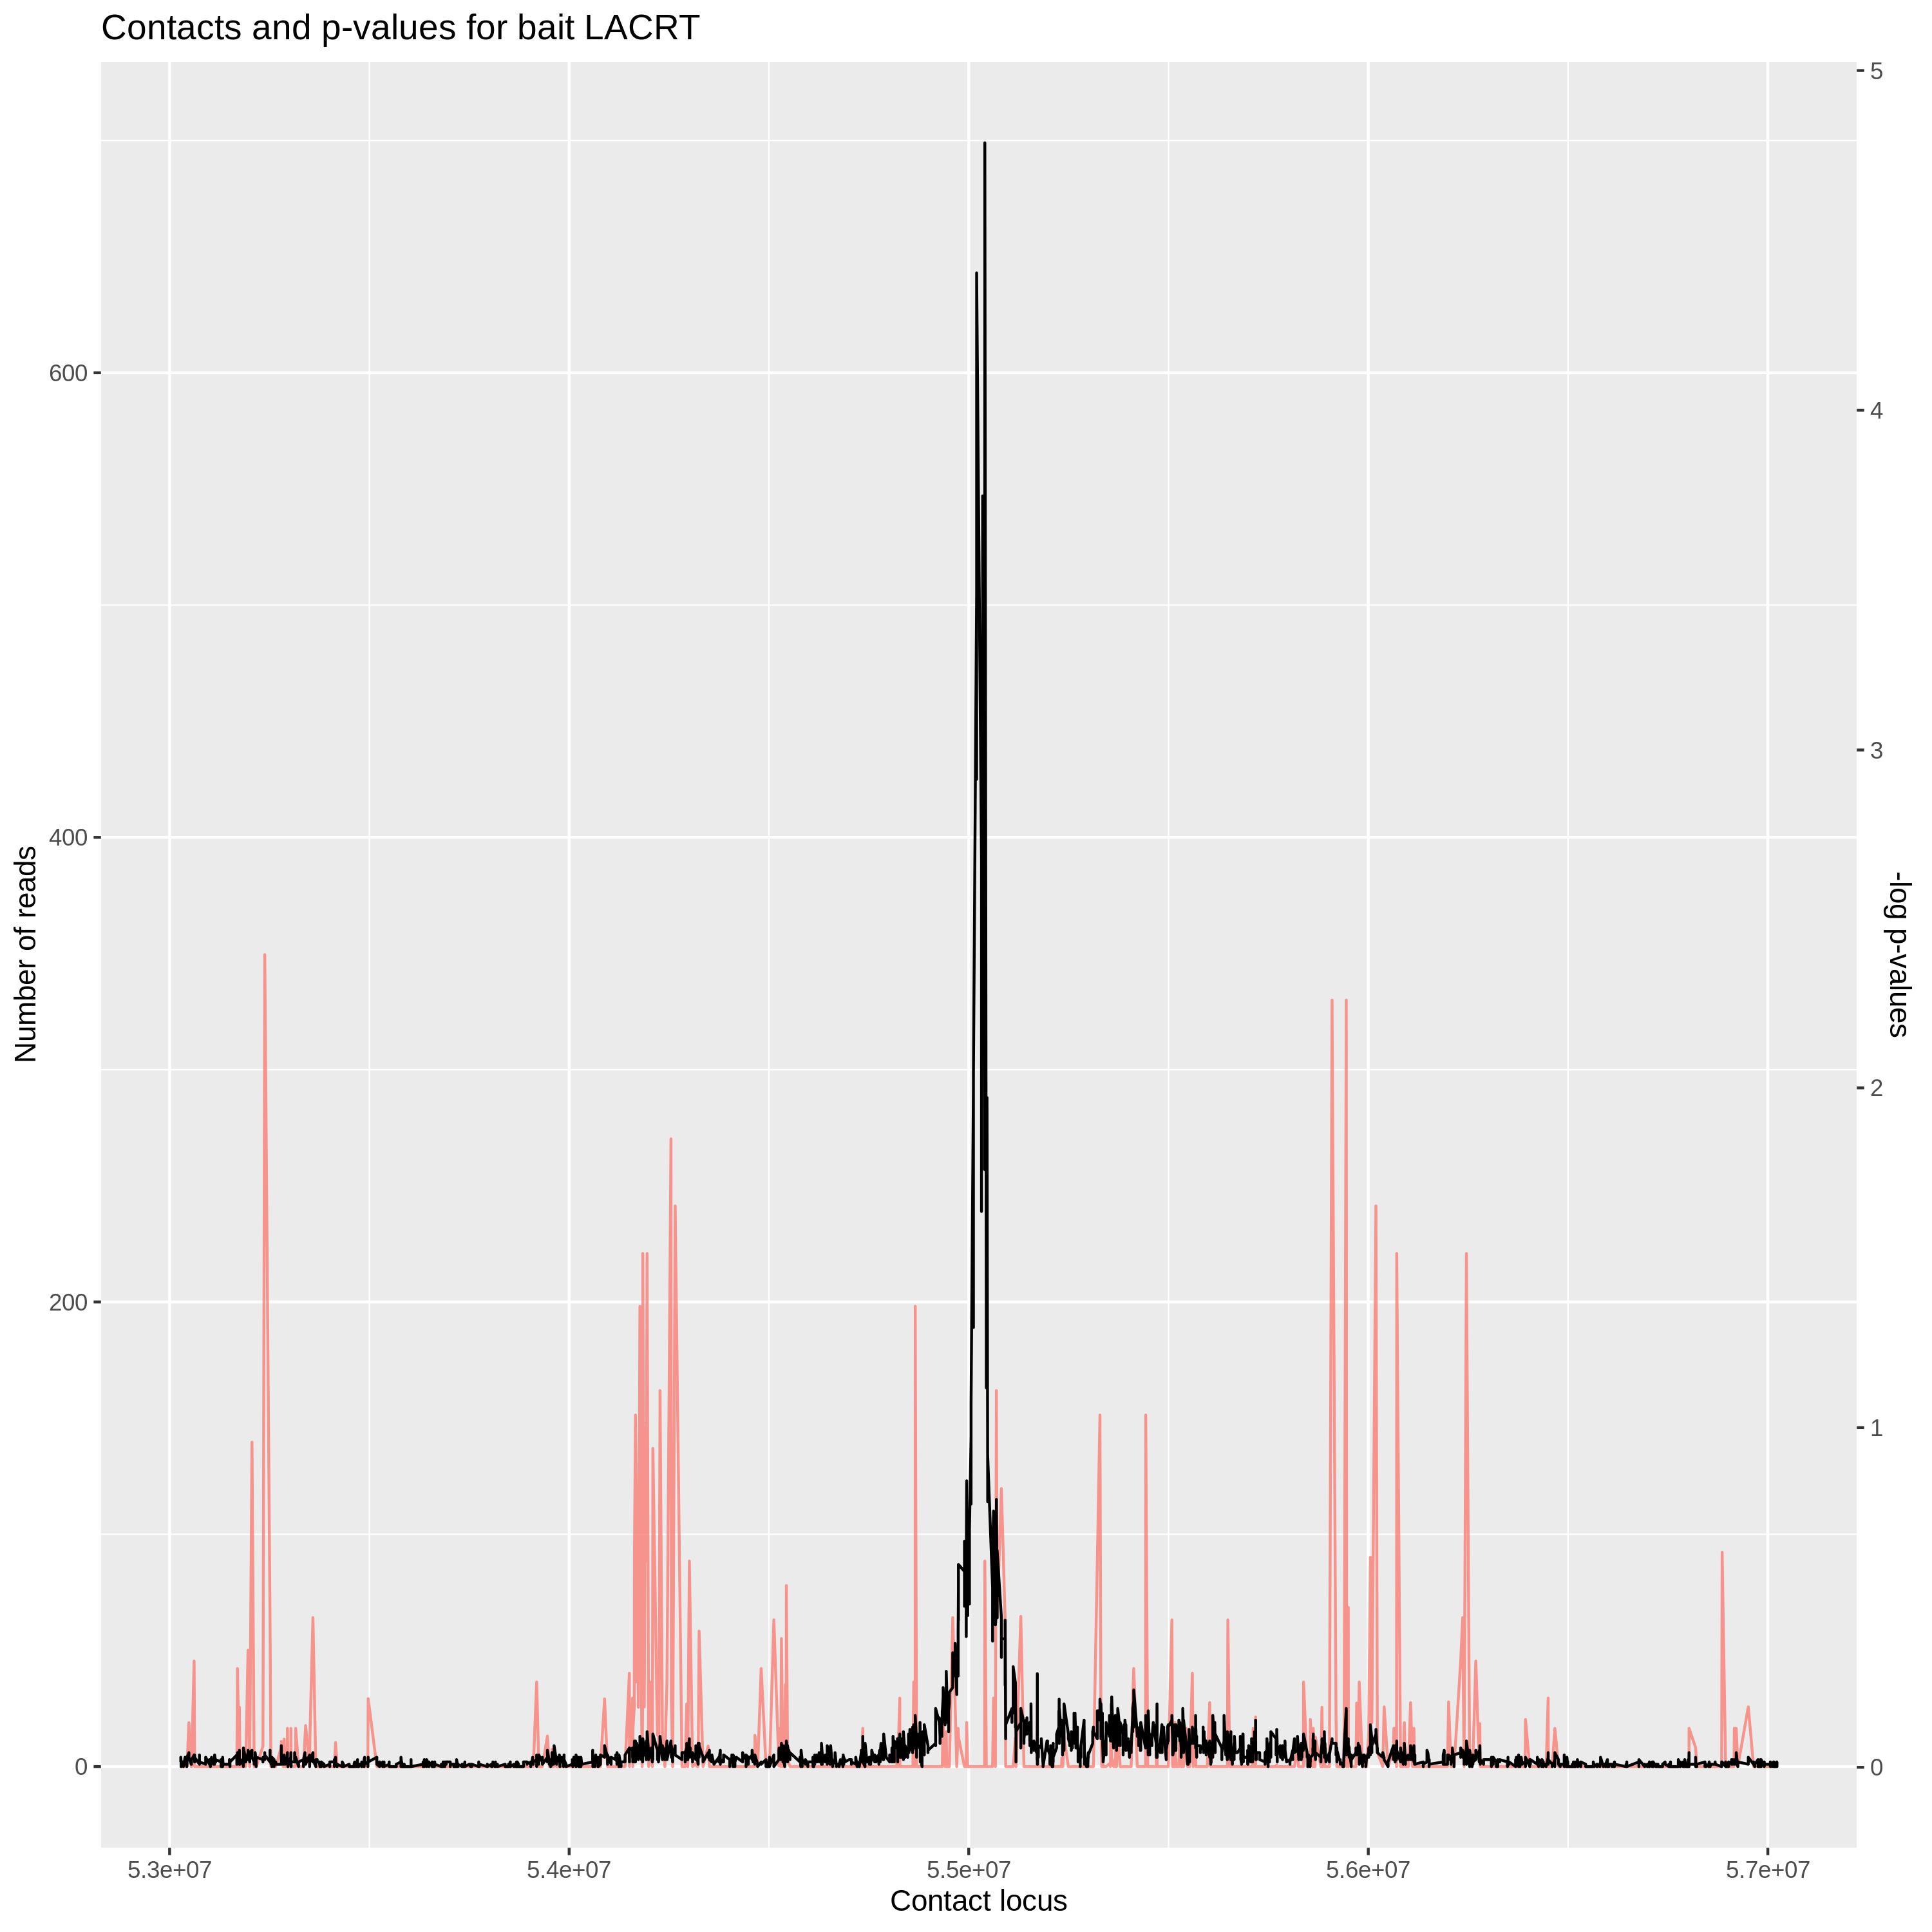 Contacts and p-values for bait LACRT
5
600
4
400
3
Number of reads
-log p-values
2
200
1
0
0
5.3e+07 5.4e+07 5.5e+07 5.6e+07 5.7e+07
Contact locus